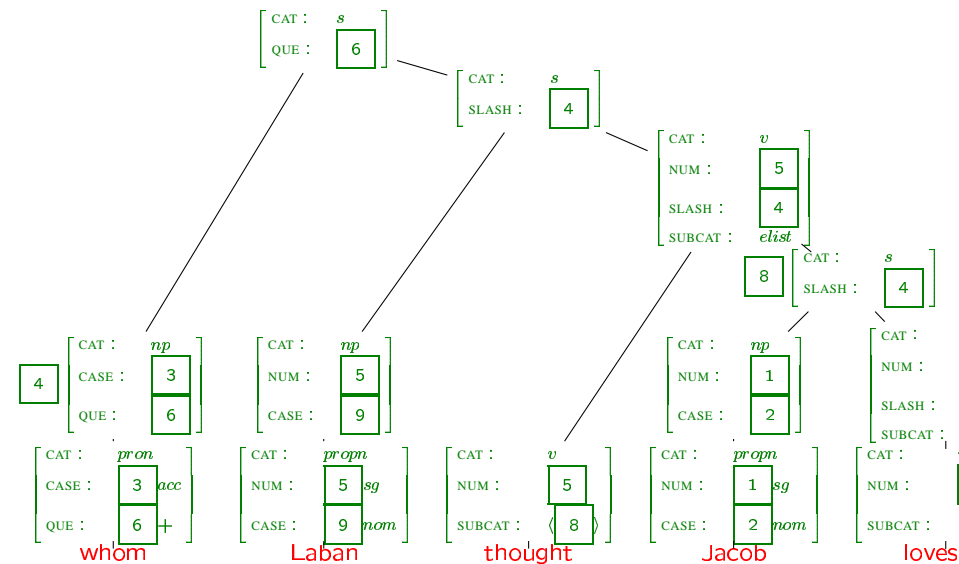 CAT : s
QUE : 6
CAT : s
SLASH : 4
CAT : v
NUM : 5
SLASH : 4
SUBCAT : elist
8 CAT : s
SLASH : 4
CAT : np
4 CASE : 3
QUE : 6
CAT : np
NUM : 5
CASE : 9
CAT : np
NUM : 1
CASE : 2
CAT :
NUM :
SLASH :
SUBCAT :
CAT : pron
CASE : 3 acc
QUE : 6 +
CAT : propn
NUM : 5 sg
CASE : 9 nom
CAT : v
NUM : 5
SUBCAT : ⟨ 8 ⟩
CAT : propn
NUM : 1 sg
CASE : 2 nom
CAT :
NUM :
SUBCAT :
whom Laban thought Jacob loves